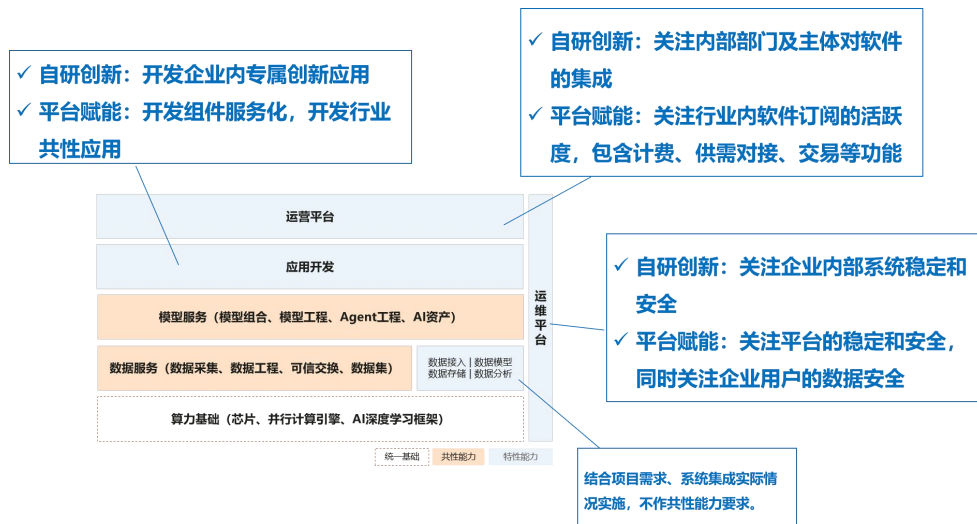 ✓ 自研创新：开发企业内专属创新应用
✓ 平台赋能：开发组件服务化，开发行业
共性应用
✓ 自研创新：关注内部部门及主体对软件
的集成
✓ 平台赋能：关注行业内软件订阅的活跃
度，包含计费、供需对接、交易等功能
运营平台
应用开发
模型服务（模型组合、模型工程、Agent工程、AI资产）
数据服务（数据采集、数据工程、可信交换、数据集）
数据接入 | 数据模型
数据存储 | 数据分析
算力基础（芯片、并行计算引擎、AI深度学习框架）
运维平台
统一基础
共性能力
特性能力
✓ 自研创新：关注企业内部系统稳定和
安全
✓ 平台赋能：关注平台的稳定和安全，
同时关注企业用户的数据安全
结合项目需求、系统集成实际情
况实施，不作共性能力要求。